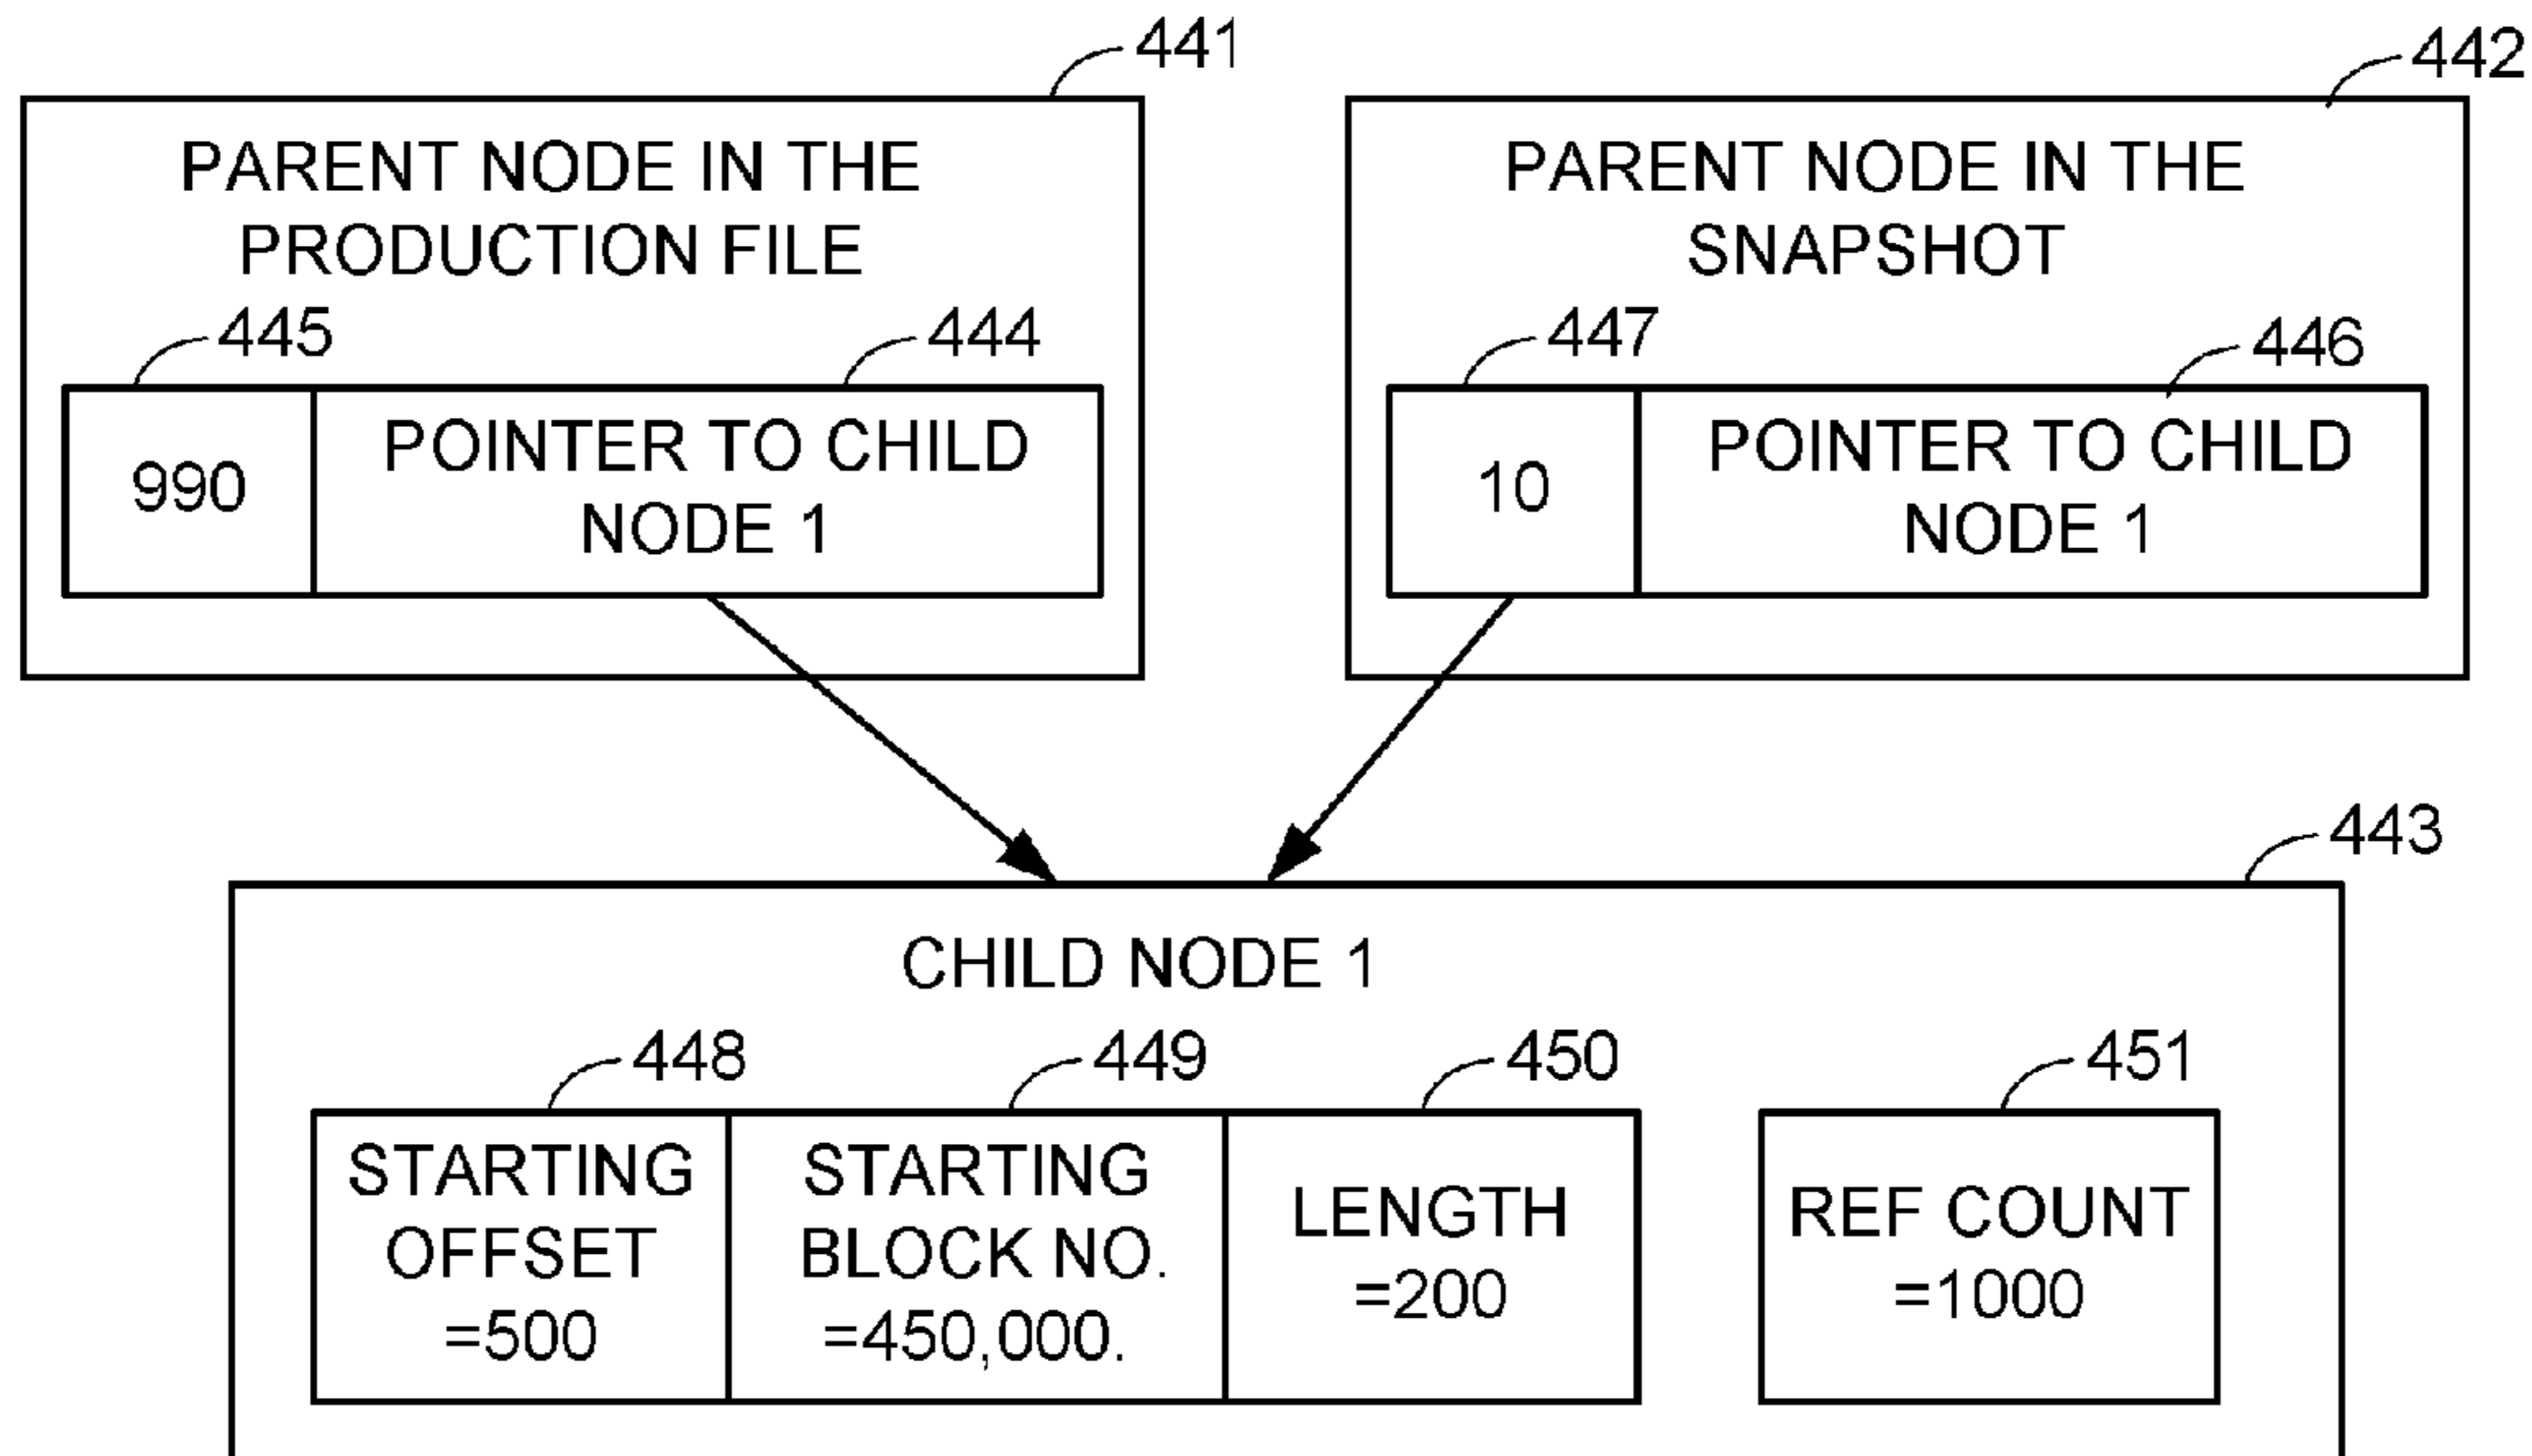 441
442
PARENT NODE IN THE
PRODUCTION FILE
PARENT NODE IN THE
SNAPSHOT
445
444
447
446
990
POINTER TO CHILD
NODE 1
10
POINTER TO CHILD
NODE 1
443
CHILD NODE 1
448
449
450
451
STARTING
OFFSET
=500
STARTING
BLOCK NO.
=450,000.
LENGTH
=200
REF COUNT
=1000